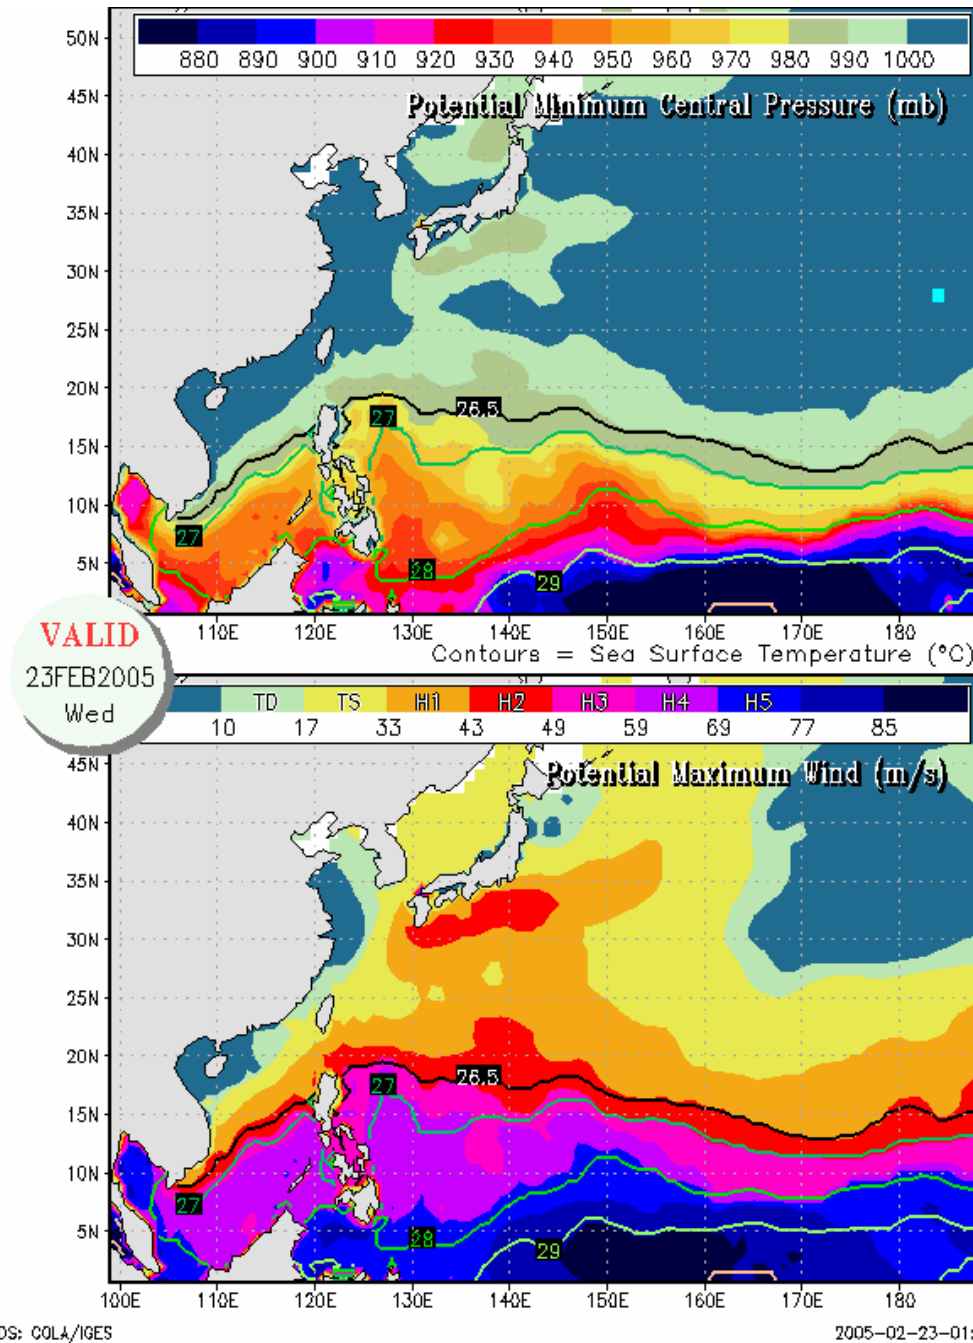 50N
880 890 900 910 920 930 940 950 960 970 980 990 1000
45N
Potential Minimum Central Pressure (mb)
40N
35N
30N
25N
20N
26.5
27
15N
10N
27
28
29
5N
110E 120E 130E 140E 150E 160E 170E 180
Contours = Sea Surface Temperature (°C)
VALID
23FEB2005
Wed
TD TS H1 H2 H3 H4 H5
10 17 33 43 49 59 69 77 85
45N
Potential Maximum Wind (m/s)
40N
35N
30N
25N
20N
26.5
27
15N
10N
27
28
29
5N
100E 110E 120E 130E 140E 150E 160E 170E 180
DS: COLA/IGES
2005-02-23-01: